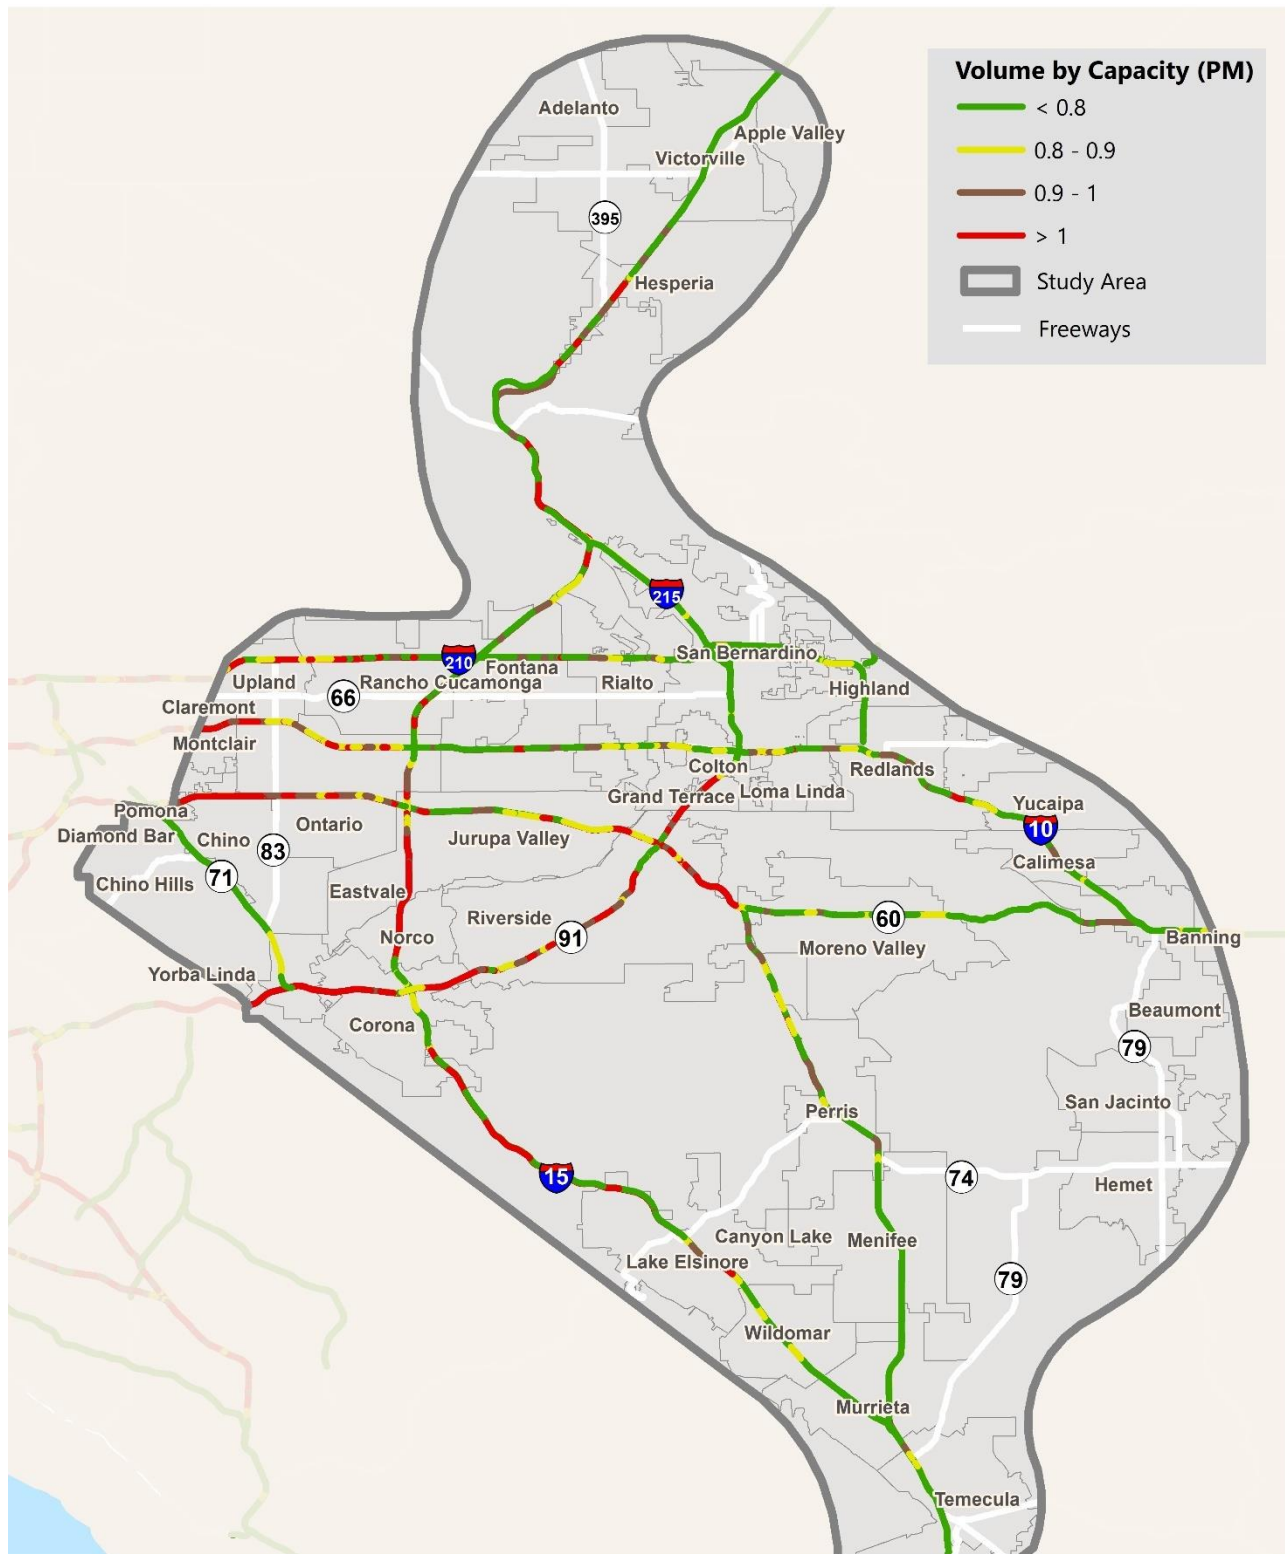 Volume by Capacity (PM)
< 0.8
0.8 - 0.9
0.9 - 1
> 1
Study Area
Freeways
Adelanto
Apple Valley
Victorville
395
Hesperia
215
San Bernardino
210
Fontana
Upland
Rancho Cucamonga
Rialto
66
Highland
Claremont
Montclair
Colton
Redlands
Grand Terrace
Loma Linda
Yucaipa
Pomona
Ontario
10
Diamond Bar
Chino
83
Jurupa Valley
Calimesa
Chino Hills
71
Eastvale
Riverside
60
Norco
91
Moreno Valley
Banning
Yorba Linda
Corona
Beaumont
79
San Jacinto
Perris
15
74
Hemet
Canyon Lake
Menifee
Lake Elsinore
79
Wildomar
Murrieta
Temecula